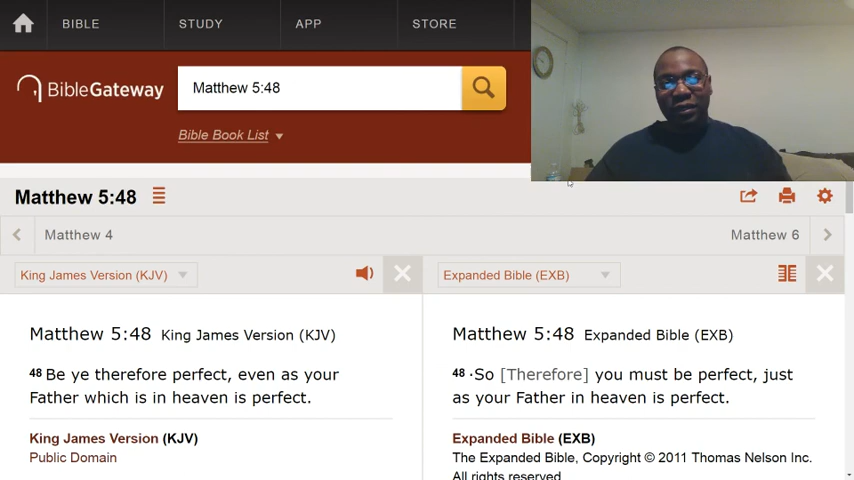 BIBLE STUDY APP STORE
BibleGateway
Matthew 5:48
Bible Book List
Matthew 5:48
Matthew 4
Matthew 6
King James Version (KJV)
Expanded Bible (EXB)
Matthew 5:48 King James Version (KJV)
48 Be ye therefore perfect, even as your
Father which is in heaven is perfect.
King James Version (KJV)
Public Domain
Matthew 5:48 Expanded Bible (EXB)
48 ·So [Therefore] you must be perfect, just
as your Father in heaven is perfect.
Expanded Bible (EXB)
The Expanded Bible, Copyright © 2011 Thomas Nelson Inc.
All rights reserved